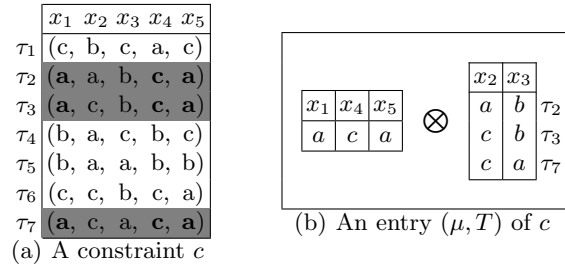 x1 x2 x3 x4 x5
τ1 (c, b, c, a, c)
τ2 (a, a, b, c, a)
τ3 (a, c, b, c, a)
τ4 (b, a, c, b, c)
τ5 (b, a, a, b, b)
τ6 (c, c, b, c, a)
τ7 (a, c, a, c, a)
(a) A constraint c
x1 x4 x5
a c a
⊗
x2 x3
a b τ2
c b τ3
c a τ7
(b) An entry (μ, T) of c